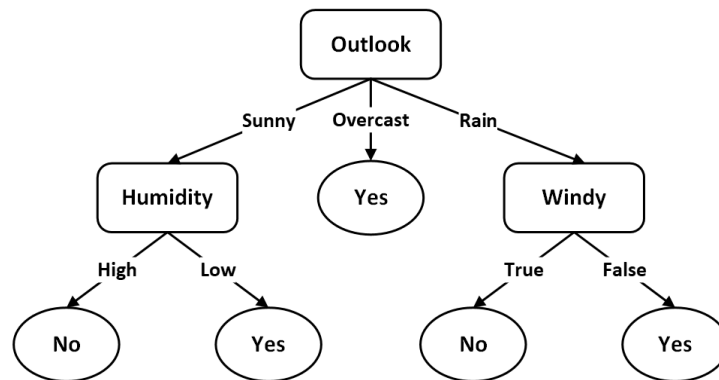 Outlook
Sunny Overcast Rain
Humidity Yes Windy
High Low True False
No Yes No Yes